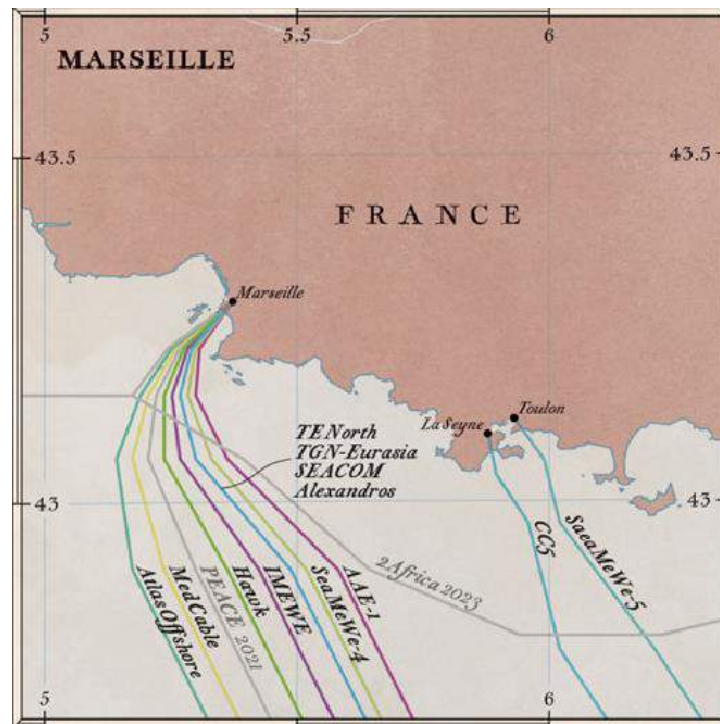 5
5.5
6
MARSEILLE
43.5
43.5
FRANCE
Marseille
La Seyne
Toulon
TE North
TGN-Eurasia
SEACOM
Alexandros
43
43
CC5
SaeaMeWe-5
2Africa 2023
AAE-1
SeaMeWe-4
IMEWE
Hawk
PEACE 2021
MedCable
Atlas Offshore
5
6